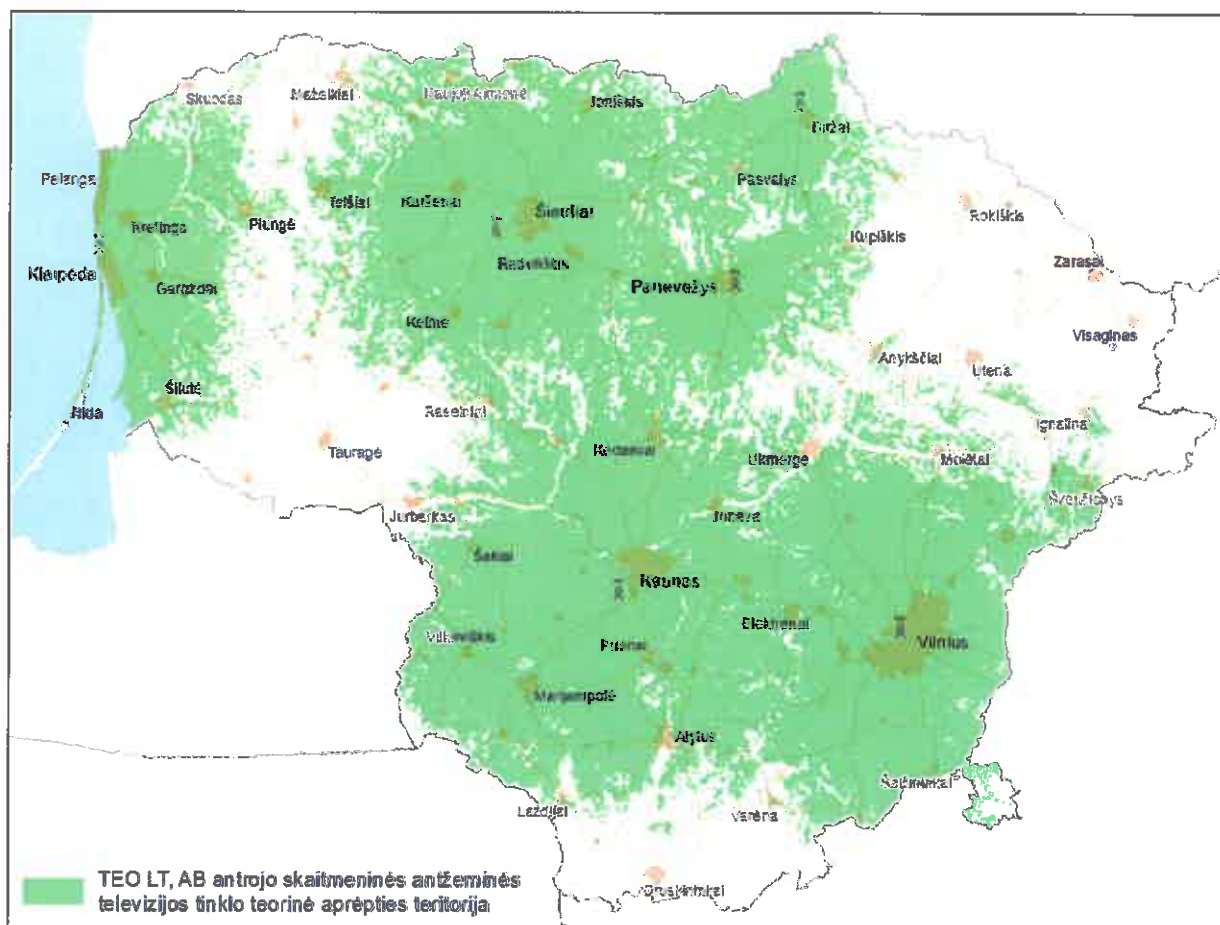 Skuodas
Mažeikiai
Naujoji Akmenė
Joniškis
Biržai
Palanga
Kretinga
Plungė
Telšiai
Kuršėnai
Šiauliai
Pasvalys
Rokiškis
Kupiškis
Zarasai
Klaipėda
Gargždai
Radviliškis
Panevėžys
Visaginas
Kelmė
Anykščiai
Utena
Šilutė
Nida
Raseiniai
Ignalina
Tauragė
Kėdainiai
Ukmergė
Molėtai
Švenčionys
Jurbarkas
Jonava
Šakiai
Kaunas
Elektrėnai
Vilnius
Vilkaviškis
Prienai
Marijampolė
Alytus
Šalčininkai
Lazdijai
Varėna
Druskininkai
TEO LT, AB antrojo skaitmeninės antžeminės
televizijos tinklo teorinė aprėpties teritorija